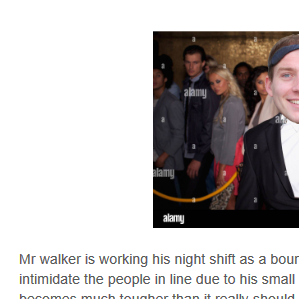 a
a
alamy
a
a
a
alamy
a
a
a
alamy
Mr walker is working his night shift as a
intimidate the people in line due to his small
becomes much tougher than it really should